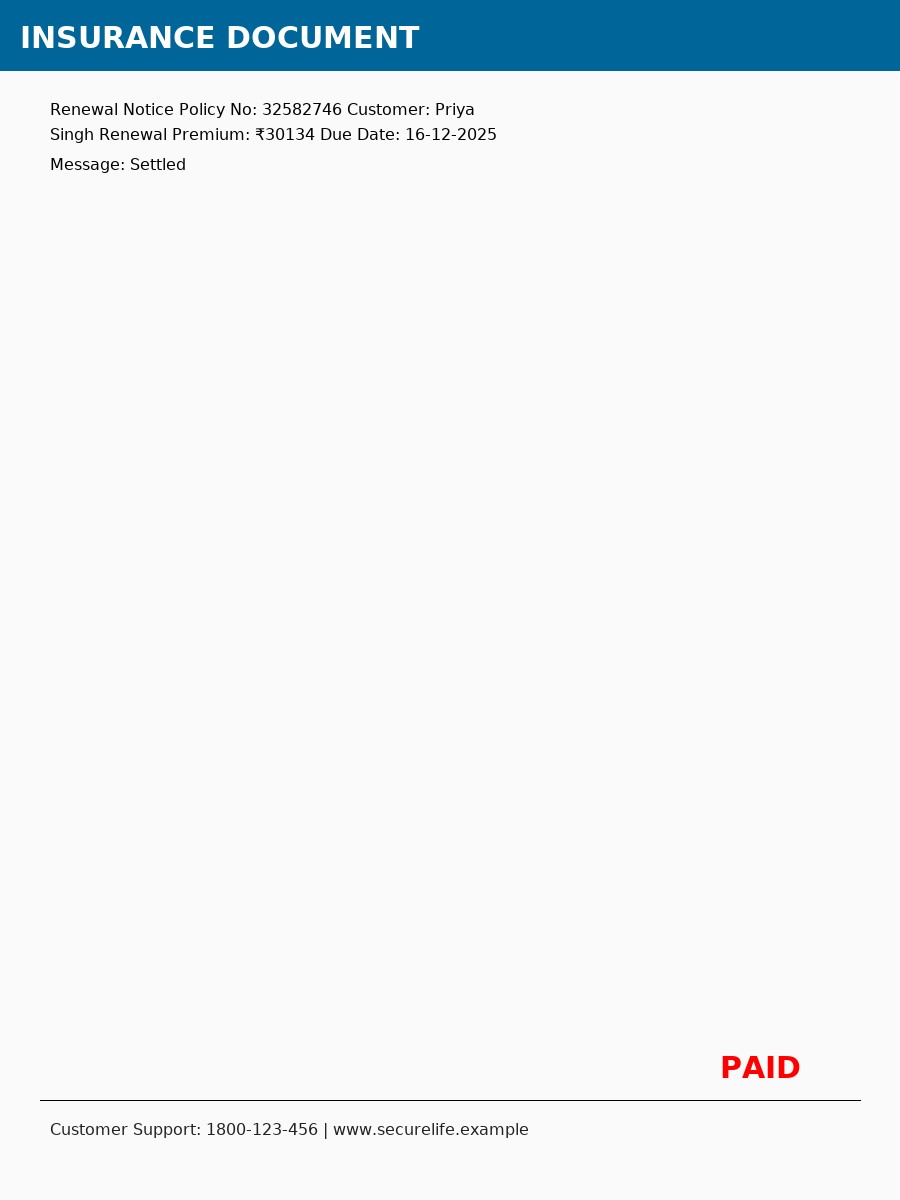 INSURANCE DOCUMENT
Renewal Notice Policy No: 32582746 Customer: Priya
Singh Renewal Premium: ₹30134 Due Date: 16-12-2025
Message: Settled
PAID
Customer Support: 1800-123-456 | www.securelife.example